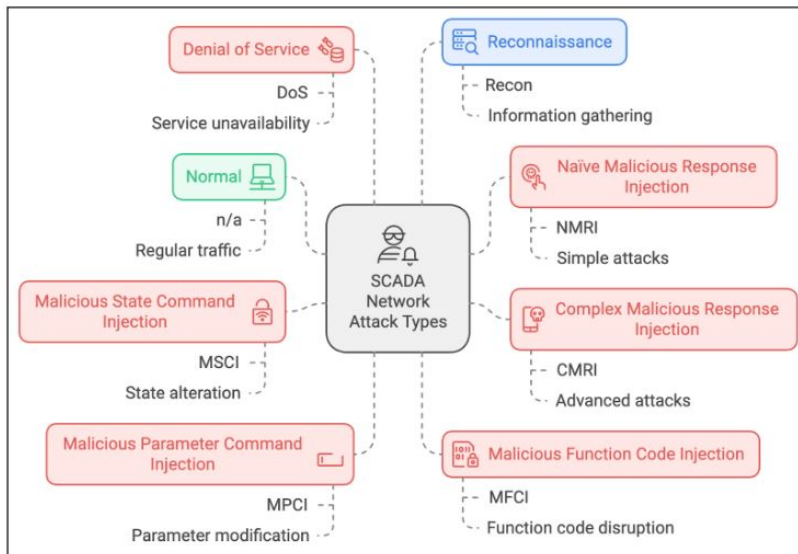 Denial of Service
DoS
Service unavailability
Reconnaissance
Recon
Information gathering
Normal
n/a
Regular traffic
Naïve Malicious Response
Injection
NMRI
Simple attacks
SCADA
Network
Attack Types
Malicious State Command
Injection
MSCI
State alteration
Complex Malicious Response
Injection
CMRI
Advanced attacks
Malicious Parameter Command
Injection
MPCI
Parameter modification
Malicious Function Code Injection
MFCI
Function code disruption